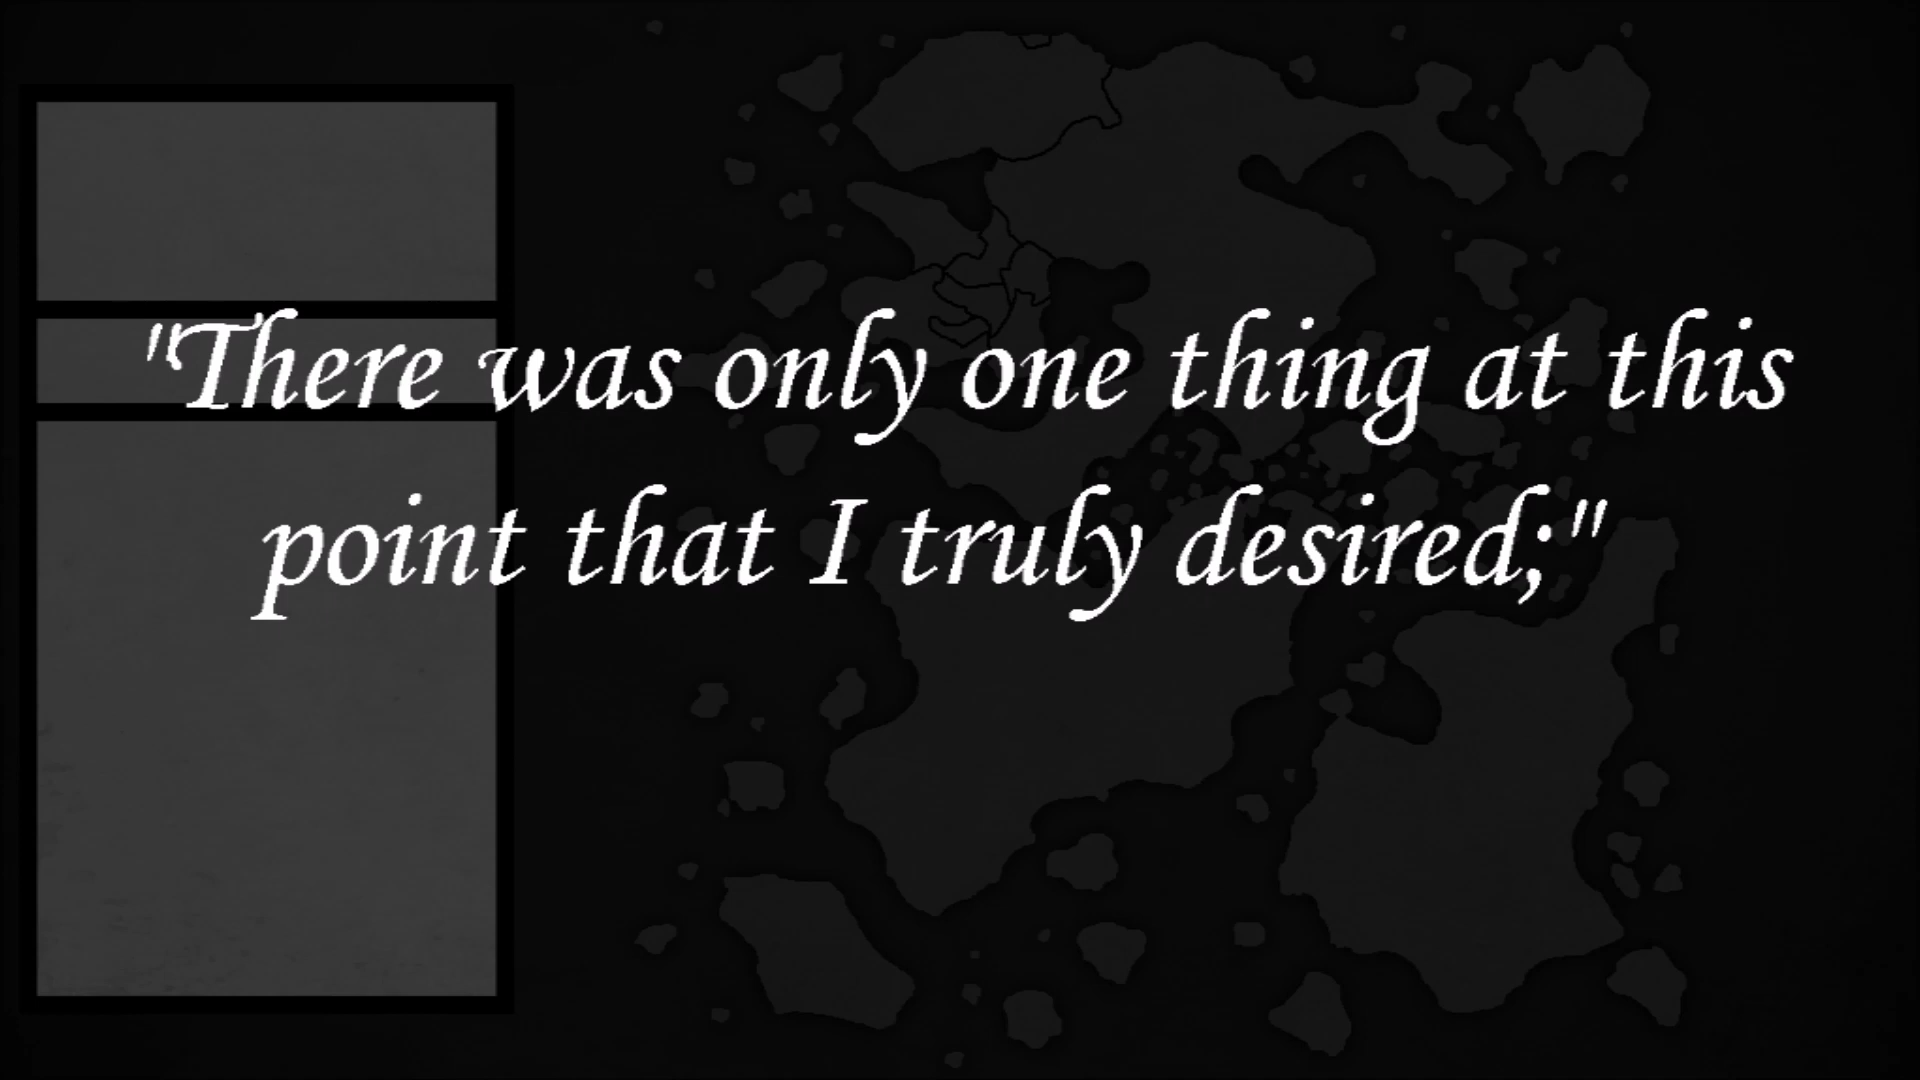 "There was only one thing at this
point that I truly desired;"